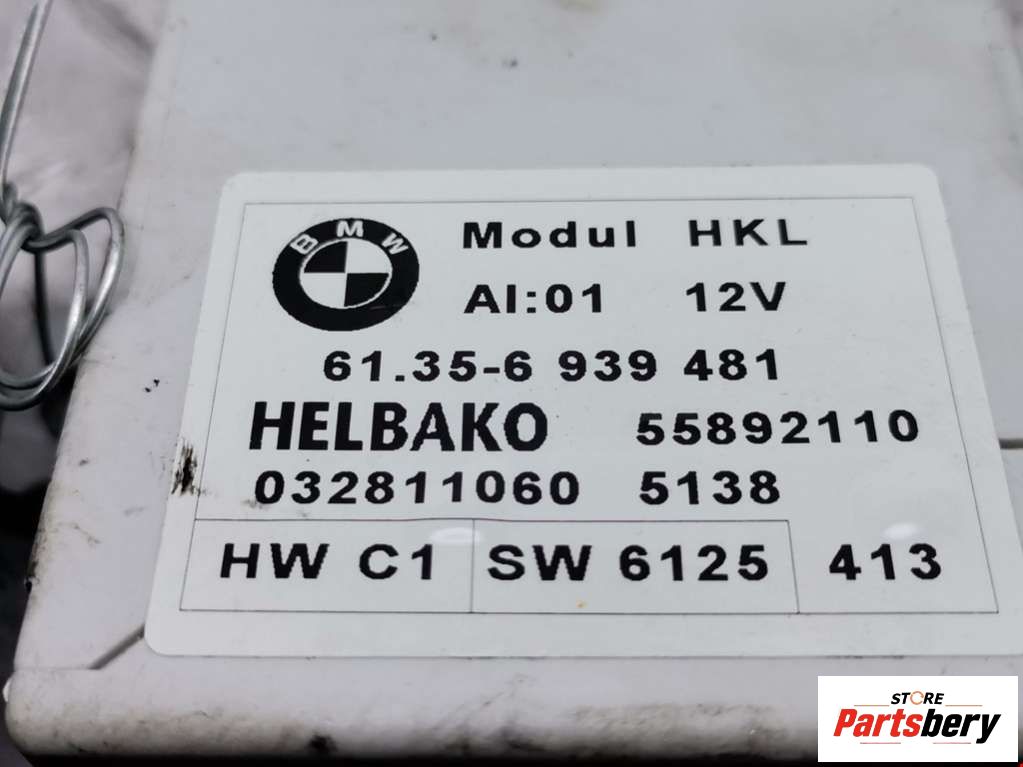 BMW
Modul HKL
AI:01 12V
61.35-6 939 481
HELBAKO 55892110
032811060 5138
HW C1 SW 6125 413
STORE
Partsbery